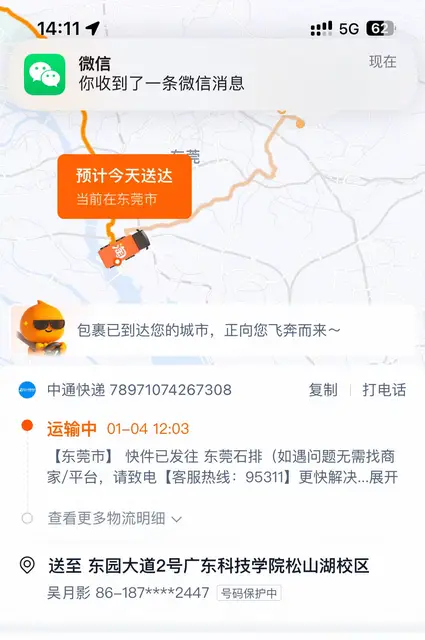 14:11
5G
62
微信
现在
你收到了一条微信消息
东莞
预计今天送达
当前在东莞市
淘
包裹已到达您的城市，正向您飞奔而来～
中通快递 78971074267308
复制
打电话
运输中 01-04 12:03
【东莞市】 快件已发往 东莞石排（如遇问题无需找商
家/平台，请致电【客服热线：95311】更快解决...展开
查看更多物流明细
送至 东园大道2号广东科技学院松山湖校区
吴月影 86-187****2447 号码保护中